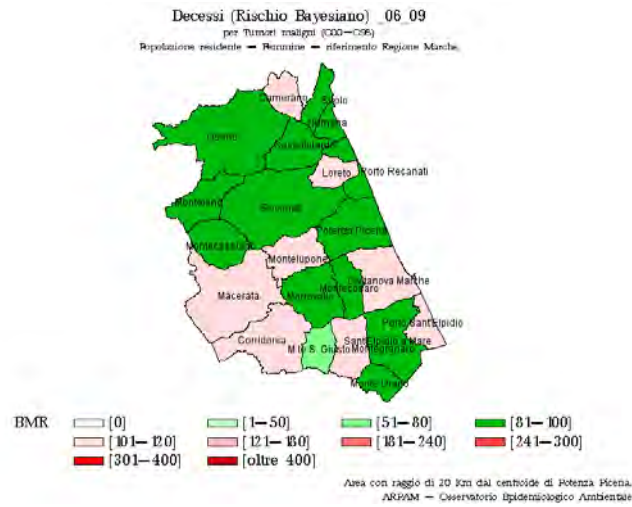 Decessi (Rischio Bayesiano) _06_09
per Tumori maligni (C00—C96)
Popolazione residente — Femmine — riferimento Regione Marche,
Camerano
Sirolo
Numana
Osimo
Castelfidardo
Loreto
Porto Recanati
Recanati
Montefano
Potenza Picena
Montecassiano
Montelupone
Civitanova Marche
Montecosaro
Macerata
Morrovalle
Porto Sant'Elpidio
Corridonia
Sant'Elpidio a Mare
M.te S. Giusto
Montegranaro
Monte Urano
BMR [0] [1—50] [51—80] [81—100]
[101—120] [121—180] [181—240] [241—300]
[301—400] [oltre 400]
Area con raggio di 20 Km dal centroide di Potenza Picena.
ARPAM — Osservatorio Epidemiologico Ambientale